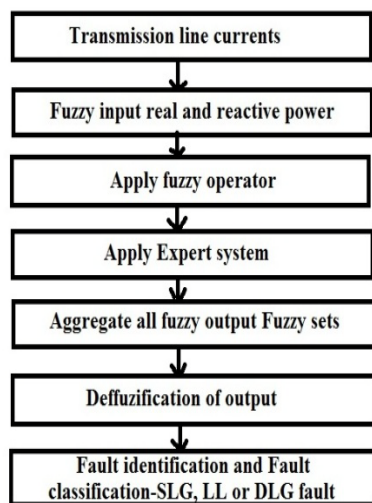 Transmission line currents
Fuzzy input real and reactive power
Apply fuzzy operator
Apply Expert system
Aggregate all fuzzy output Fuzzy sets
Deffuzification of output
Fault identification and Fault
classification-SLG, LL or DLG fault